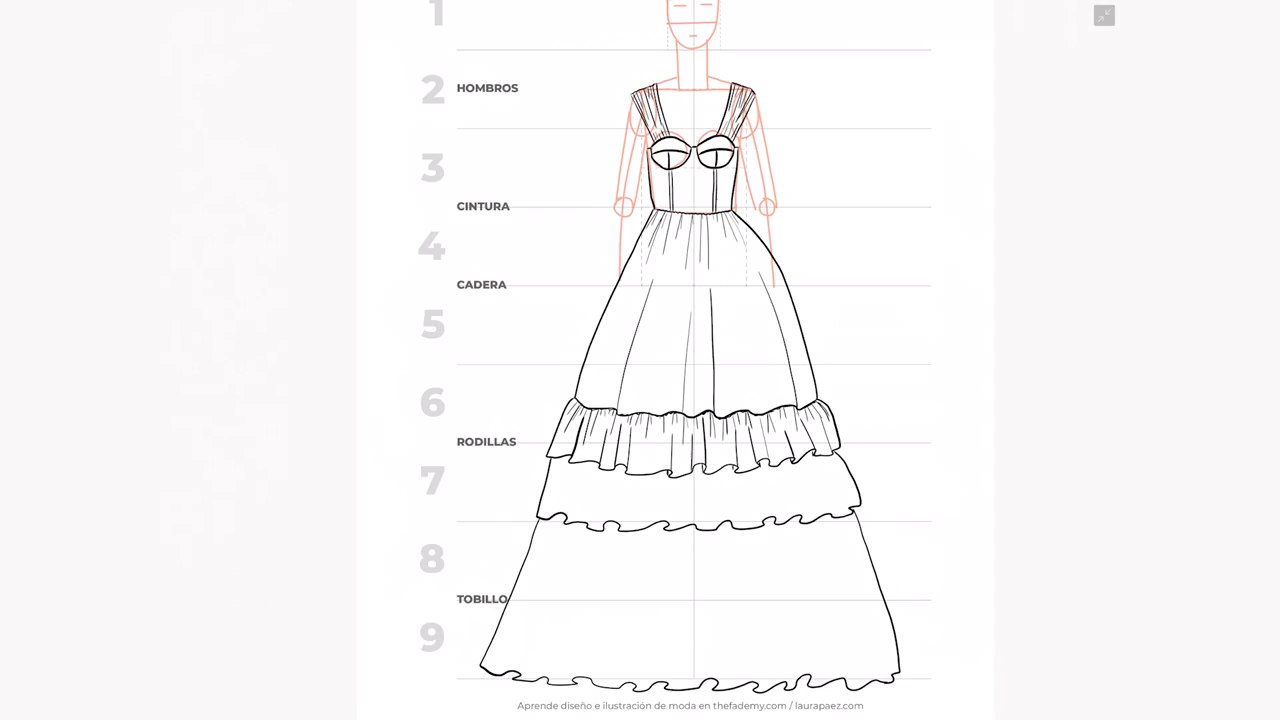 1
2
HOMBROS
3
CINTURA
4
CADERA
5
6
RODILLAS
7
8
TOBILLO
9
Aprende diseño e ilustración de moda en thefademy.com / laurapaez.com